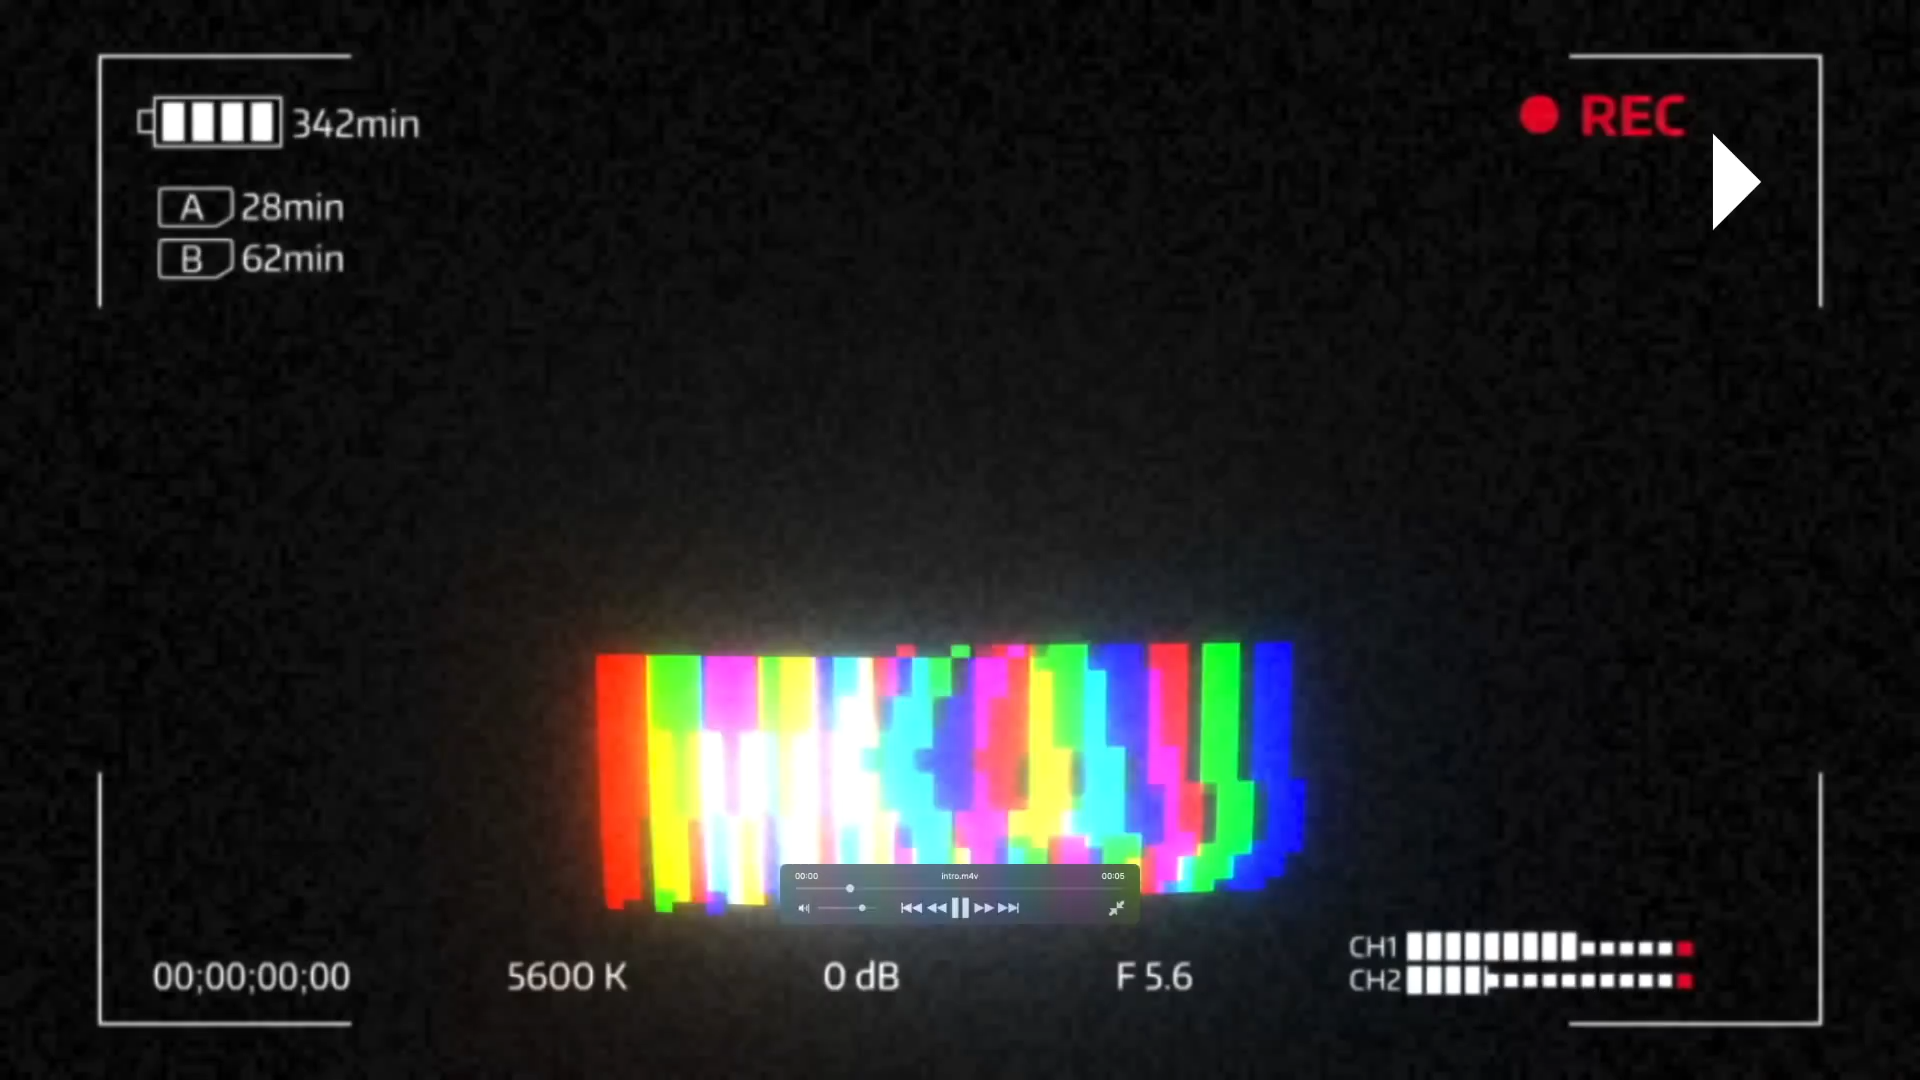 342min
REC
A 28min
B 62min
00:00 intro.m4v 00:05
00;00;00;00 5600 K 0 dB F 5.6
CH1
CH2